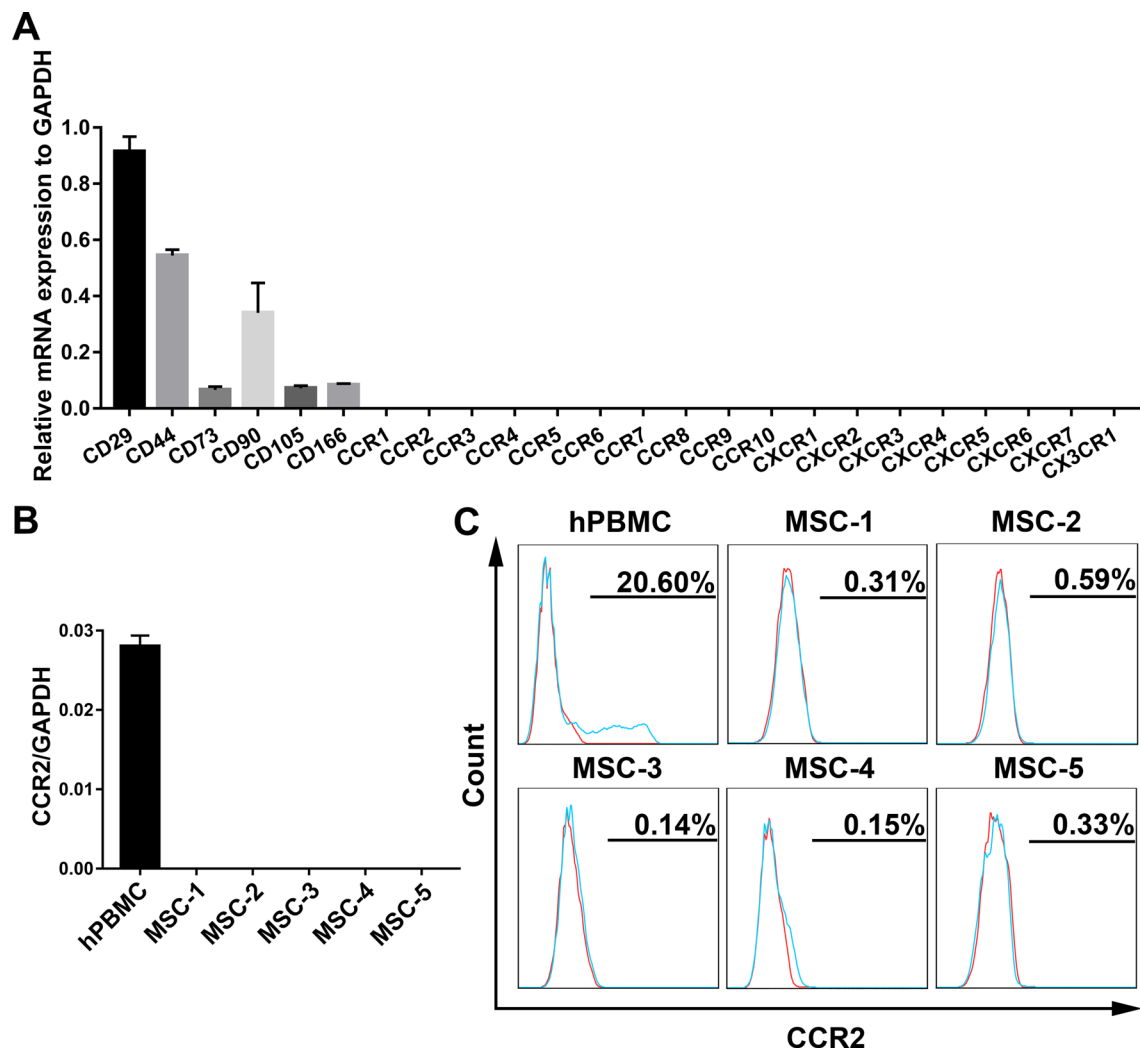 A
Relative mRNA expression to GAPDH
1.0
0.8
0.6
0.4
0.2
0.0
CD29
CD44
CD73
CD90
CD105
CD166
CCR1
CCR2
CCR3
CCR4
CCR5
CCR6
CCR7
CCR8
CCR9
CCR10
CXCR1
CXCR2
CXCR3
CXCR4
CXCR5
CXCR6
CXCR7
CX3CR1
B
CCR2/GAPDH
0.03
0.02
0.01
0.00
hPBMC
MSC-1
MSC-2
MSC-3
MSC-4
MSC-5
C
Count
hPBMC
20.60%
MSC-1
0.31%
MSC-2
0.59%
MSC-3
0.14%
MSC-4
0.15%
MSC-5
0.33%
CCR2